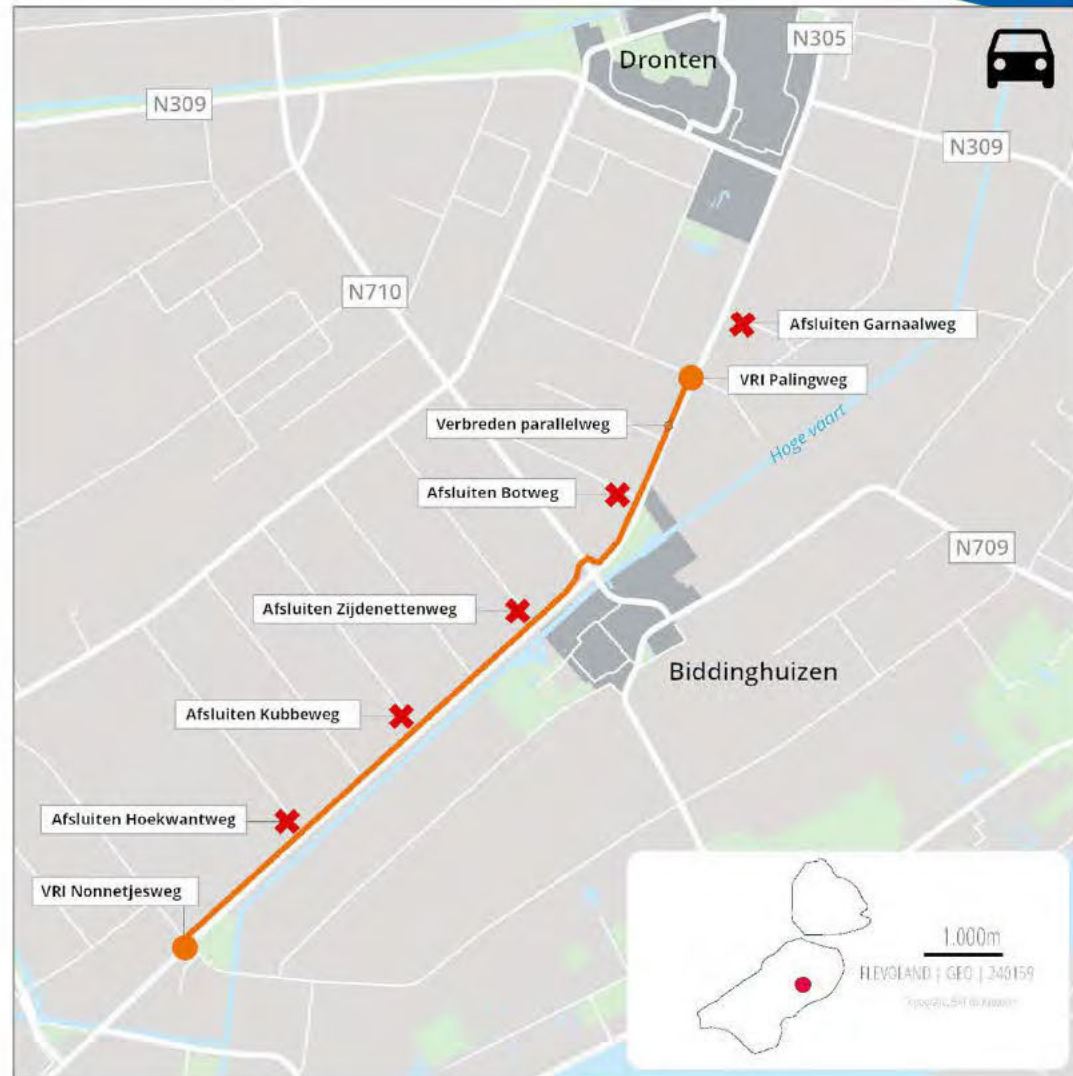 N305
Dronten
N309
N309
N710
Afsluiten Garnaalweg
VRI Palingweg
Verbreden parallelweg
Hoge vaart
Afsluiten Botweg
N709
Afsluiten Zijdenettenweg
Biddinghuizen
Afsluiten Kubbeweg
Afsluiten Hoekwantweg
VRI Nonnetjesweg
1.000m
FLEVOLAND | GEO | 240159